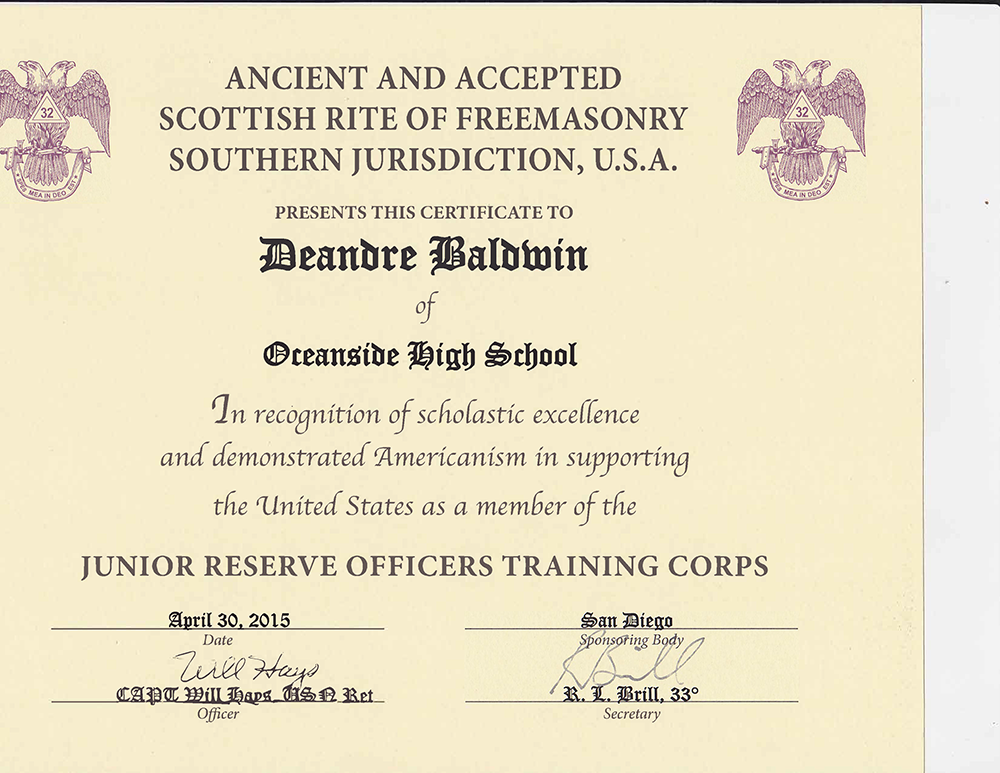 ANCIENT AND ACCEPTED
SCOTTISH RITE OF FREEMASONRY
SOUTHERN JURISDICTION, U.S.A.
32
SPES MEA IN DEO EST
32
SPES MEA IN DEO EST
PRESENTS THIS CERTIFICATE TO
Deandre Baldwin
of
Oceanside High School
In recognition of scholastic excellence
and demonstrated Americanism in supporting
the United States as a member of the
JUNIOR RESERVE OFFICERS TRAINING CORPS
April 30, 2015
Date
Will Hays
CAPT Will Hays, USN Ret
Officer
San Diego
Sponsoring Body
RBrill
R. L. Brill, 33°
Secretary